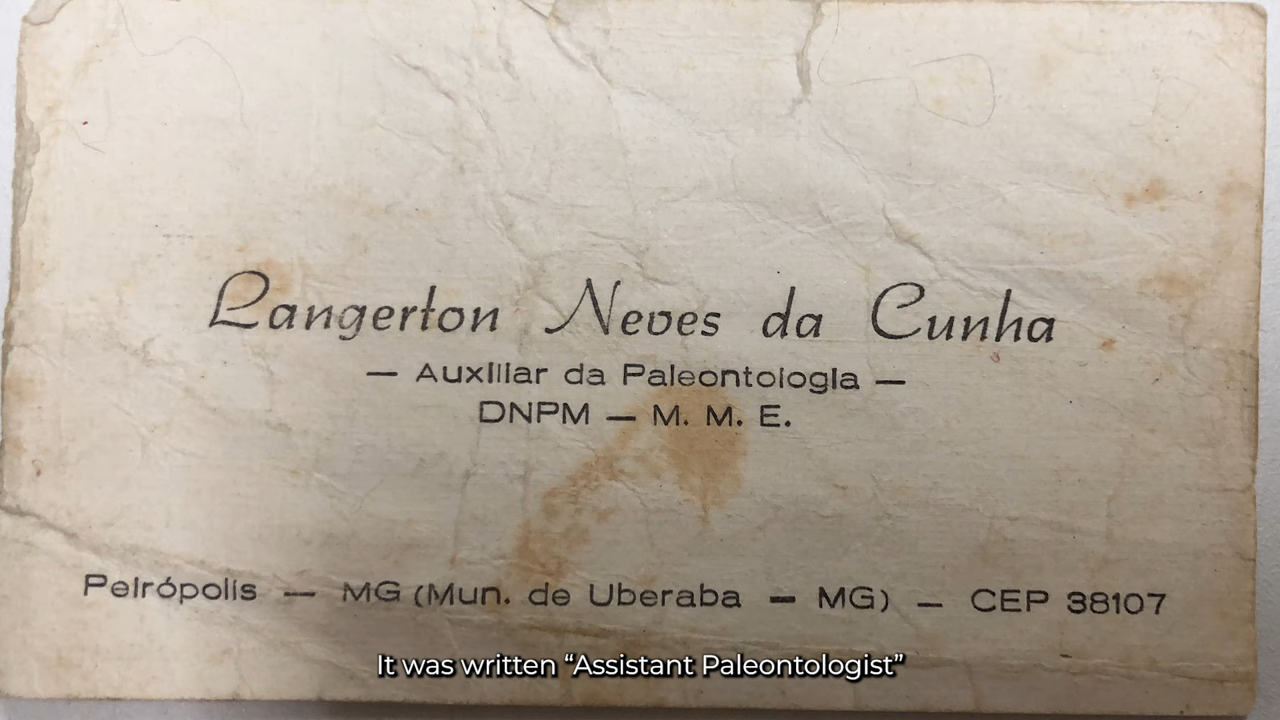 Langerton Neves da Cunha
— Auxiliar da Paleontologia —
DNPM — M. M. E.
Peirópolis — MG (Mun. de Uberaba — MG) — CEP 38107
It was written “Assistant Paleontologist”